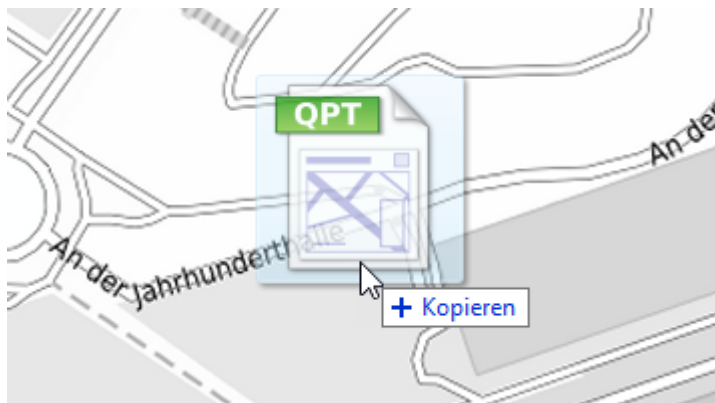 QPT
An der
An der Jahrhunderthalle
+ Kopieren